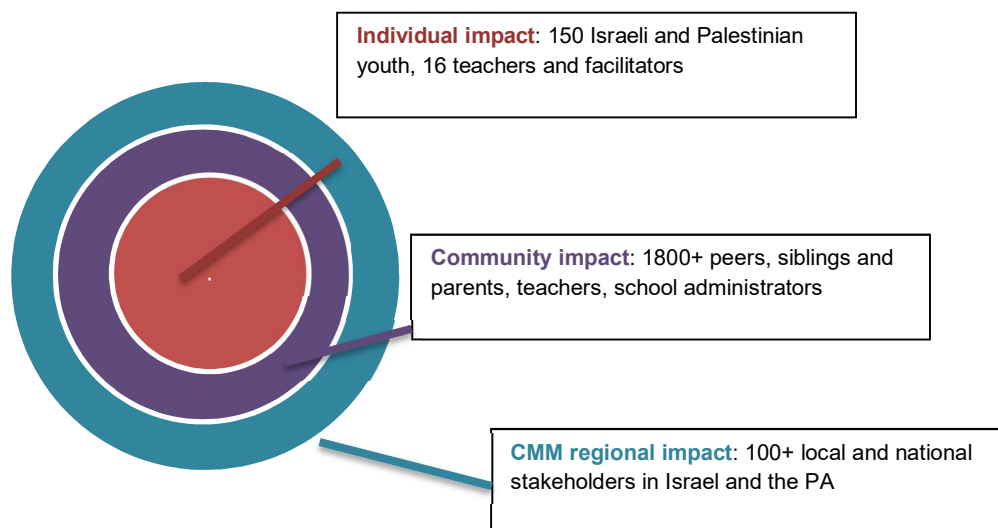 Individual impact: 150 Israeli and Palestinian
youth, 16 teachers and facilitators
Community impact: 1800+ peers, siblings and
parents, teachers, school administrators
CMM regional impact: 100+ local and national
stakeholders in Israel and the PA